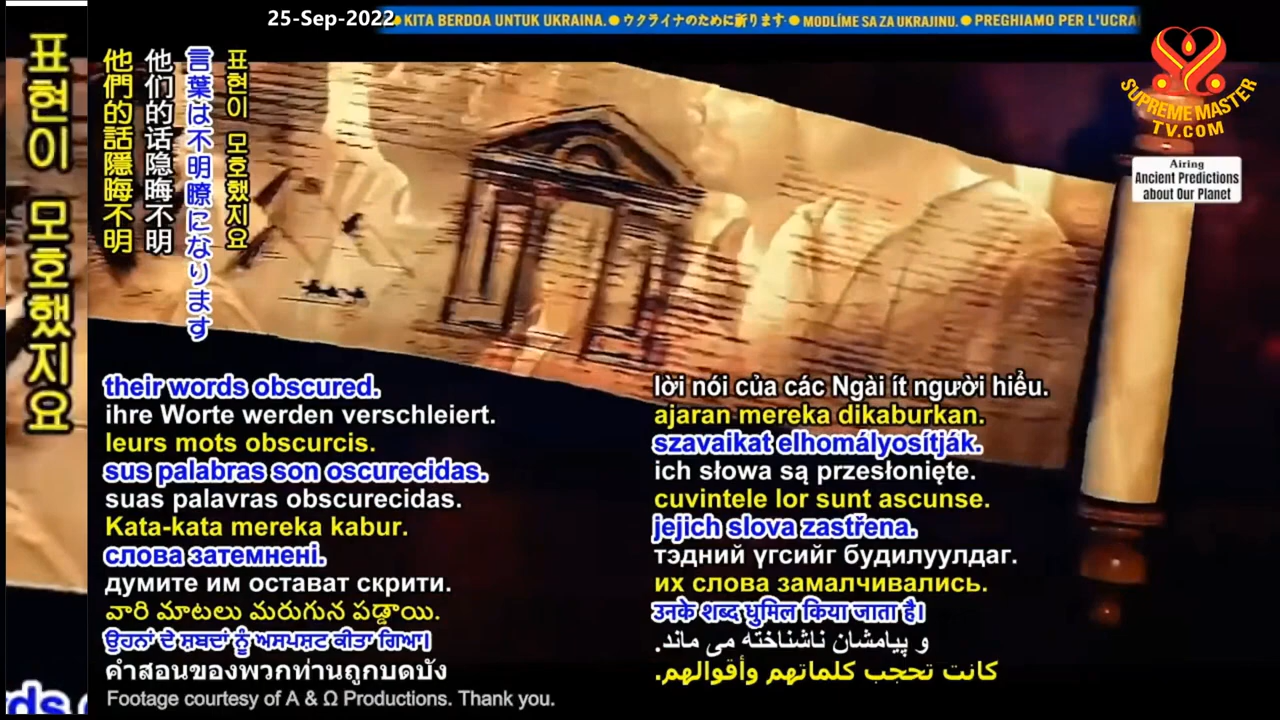 25-Sep-2022
KITA BERDOA UNTUK UKRAINA. ● ウクライナのために祈ります ● MODLÍME SA ZA UKRAJINU. ● PREGHIAMO PER L'UCRA
SUPREME MASTER
TV.COM
Airing
Ancient Predictions
about Our Planet
표현이 모호했지요
他們的話隱晦不明
他们的话隐晦不明
言葉は不明瞭になります
표현이 모호했지요
their words obscured.
ihre Worte werden verschleiert.
leurs mots obscurcis.
sus palabras son oscurecidas.
suas palavras obscurecidas.
Kata-kata mereka kabur.
слова затемнені.
думите им остават скрити.
వారి మాటలు మరుగున పడ్డాయి.
ਉਹਨਾਂ ਦੇ ਸ਼ਬਦਾਂ ਨੂੰ ਅਸਪਸ਼ਟ ਕੀਤਾ ਗਿਆ।
คำสอนของพวกท่านถูกบดบัง
lời nói của các Ngài ít người hiểu.
ajaran mereka dikaburkan.
szavaikat elhomályosítják.
ich słowa są przesłonięte.
cuvintele lor sunt ascunse.
jejich slova zastřena.
тэдний үгсийг будилуулдаг.
их слова замалчивались.
उनके शब्द धुमिल किया जाता है।
و پیامشان ناشناخته می ماند.
كانت تحجب كلماتهم وأقوالهم.
Footage courtesy of A & Ω Productions. Thank you.